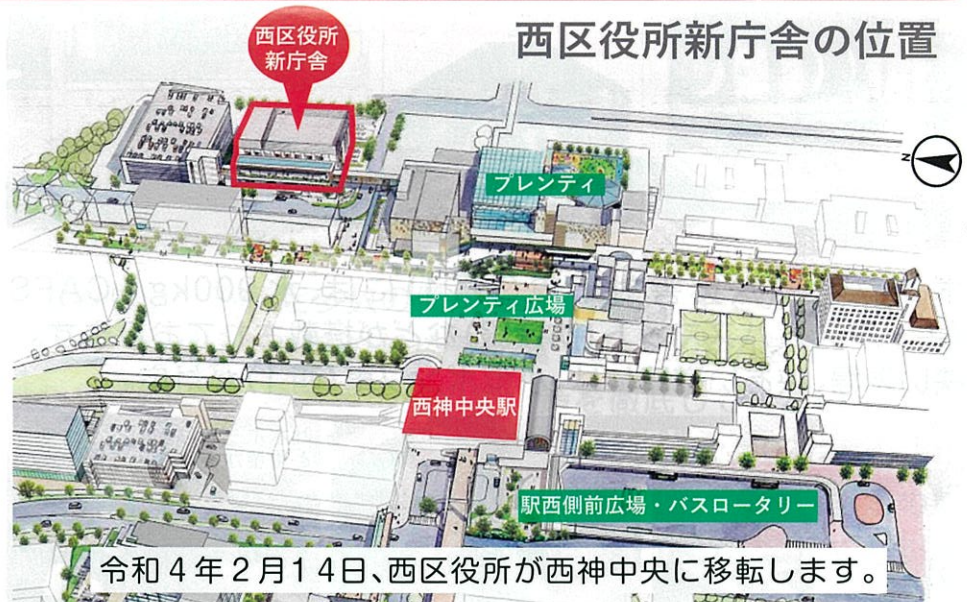 西区役所新庁舎の位置
西区役所
新庁舎
N
プレンティ
プレンティ広場
西神中央駅
駅西側前広場・バスロータリー
令和4年2月14日、西区役所が西神中央に移転します。